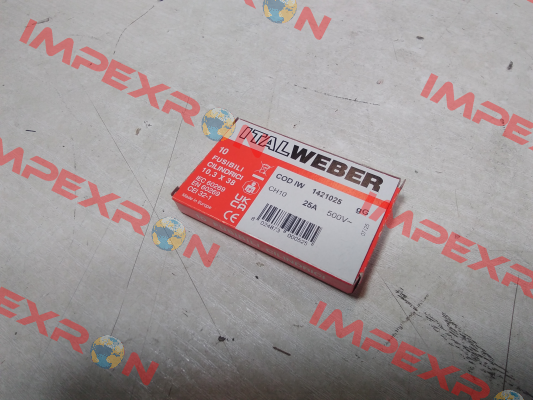 ITALWEBER
10
FUSIBILI
CILINDRICI
10.3 X 38
IEC 60269
EN 60269
CEI 32-1
Made in Europe
UK
CA
CE
COD IW 1421025 gG
CH10 25A 500V~
IMPEXRON
IMPEXRON
IMPEXRON
IMPEXRON
IMPEXRON